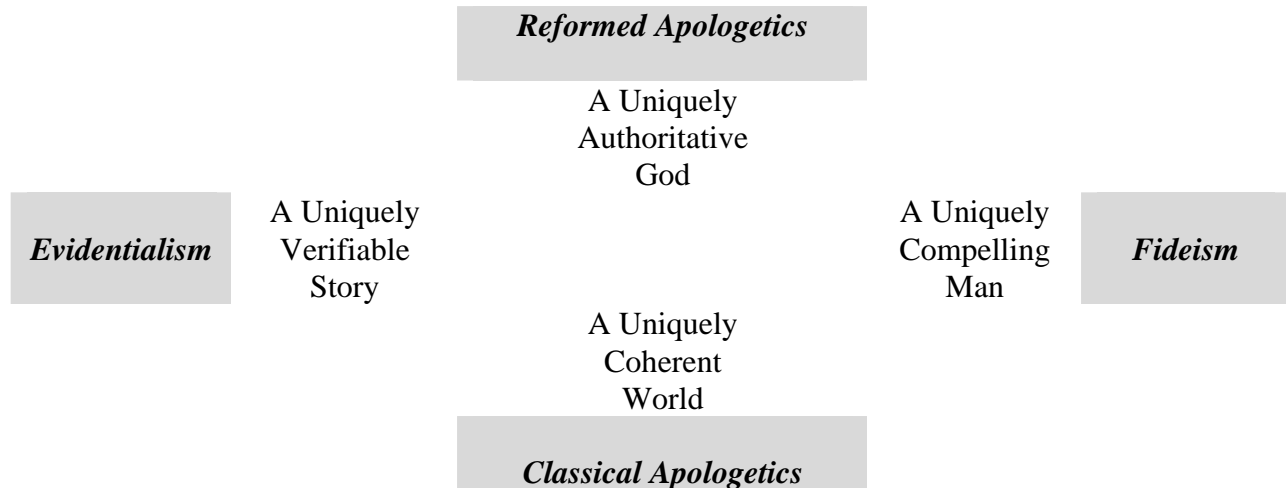 Reformed Apologetics
A Uniquely
Authoritative
God
Evidentialism
A Uniquely
Verifiable
Story
A Uniquely
Compelling
Man
Fideism
A Uniquely
Coherent
World
Classical Apologetics